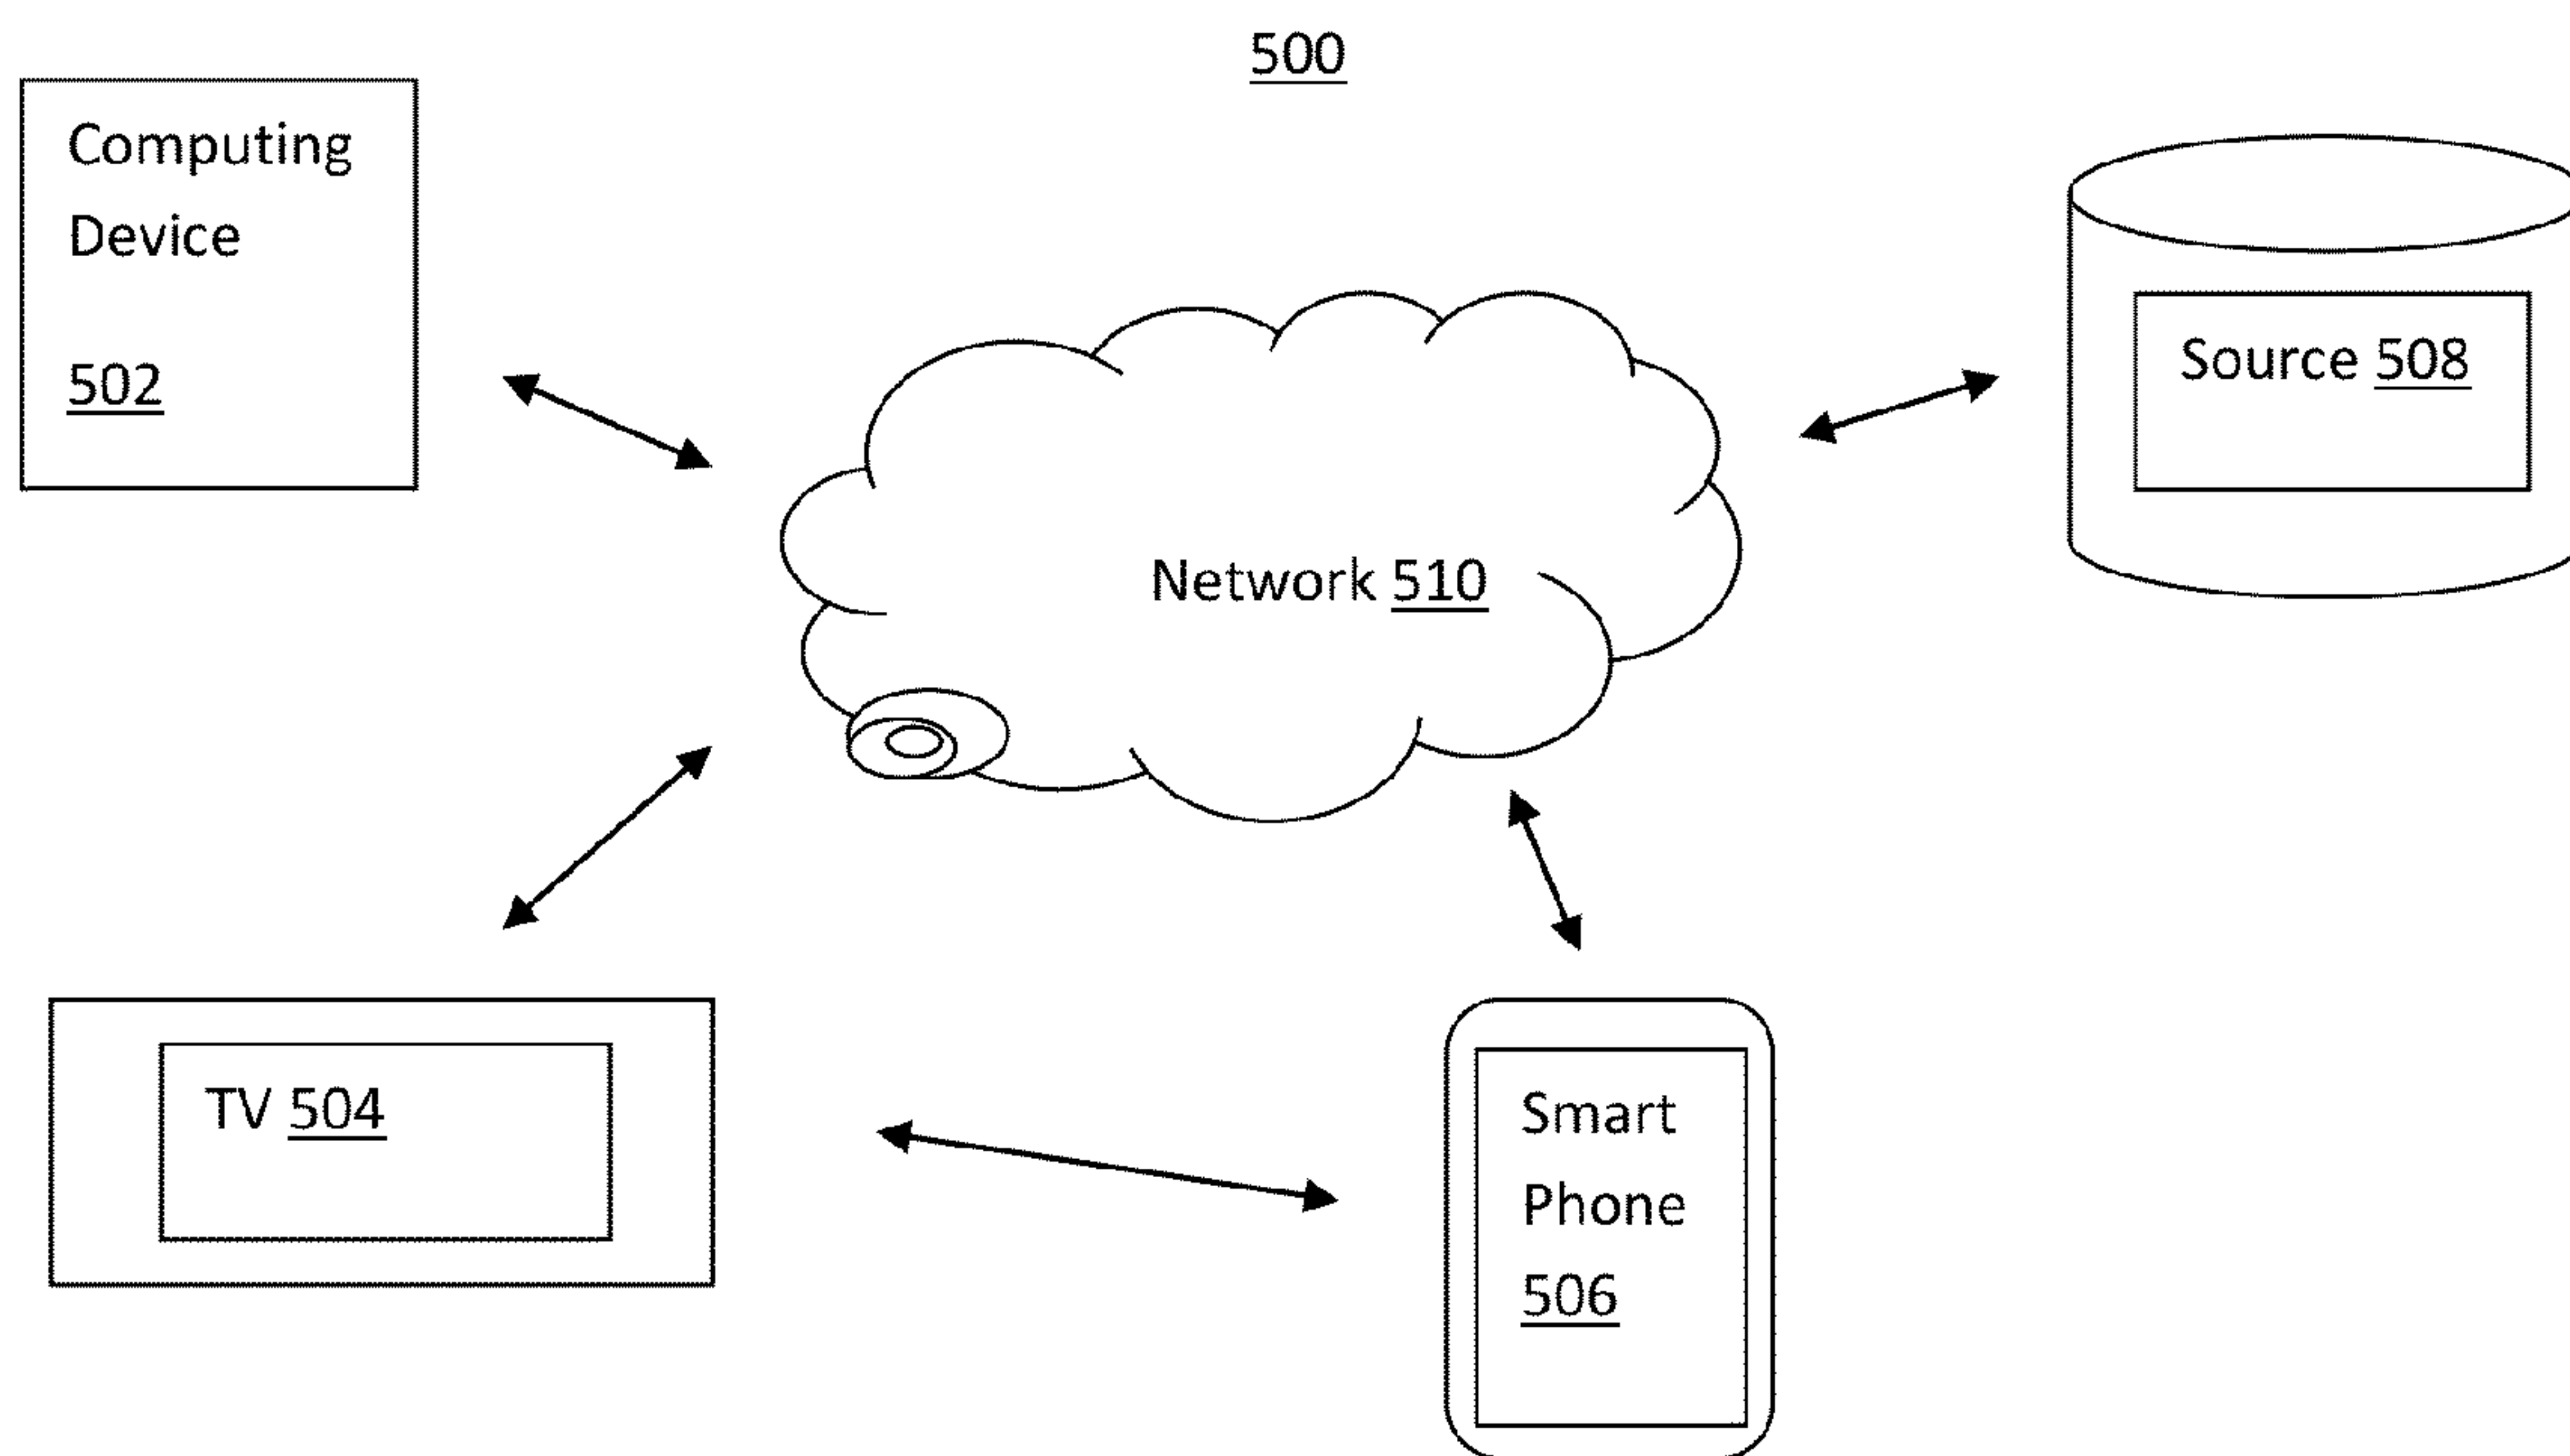 500
Computing
Device
502
Source 508
Network 510
TV 504
Smart
Phone
506